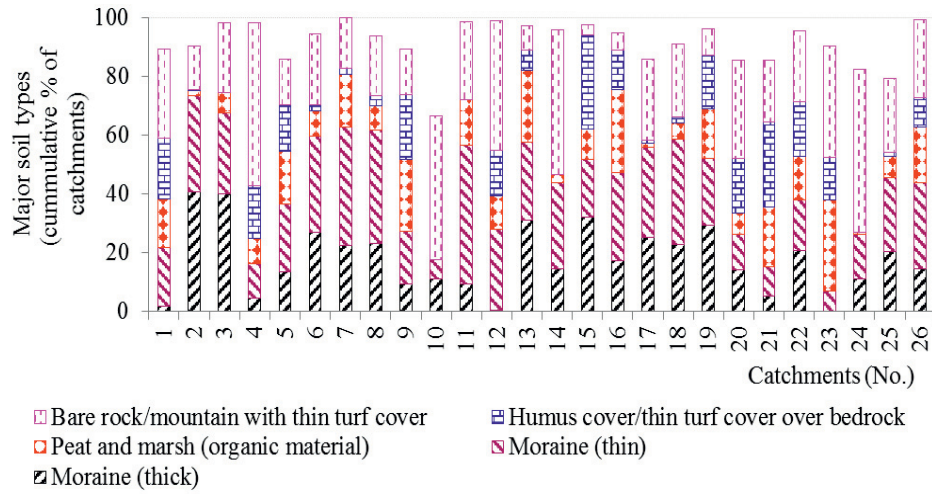 Major soil types
(cummulative % of
catchments)
100
80
60
40
20
0
1 2 3 4 5 6 7 8 9 10 11 12 13 14 15 16 17 18 19 20 21 22 23 24 25 26
Catchments (No.)
Bare rock/mountain with thin turf cover Humus cover/thin turf cover over bedrock
Peat and marsh (organic material) Moraine (thin)
Moraine (thick)